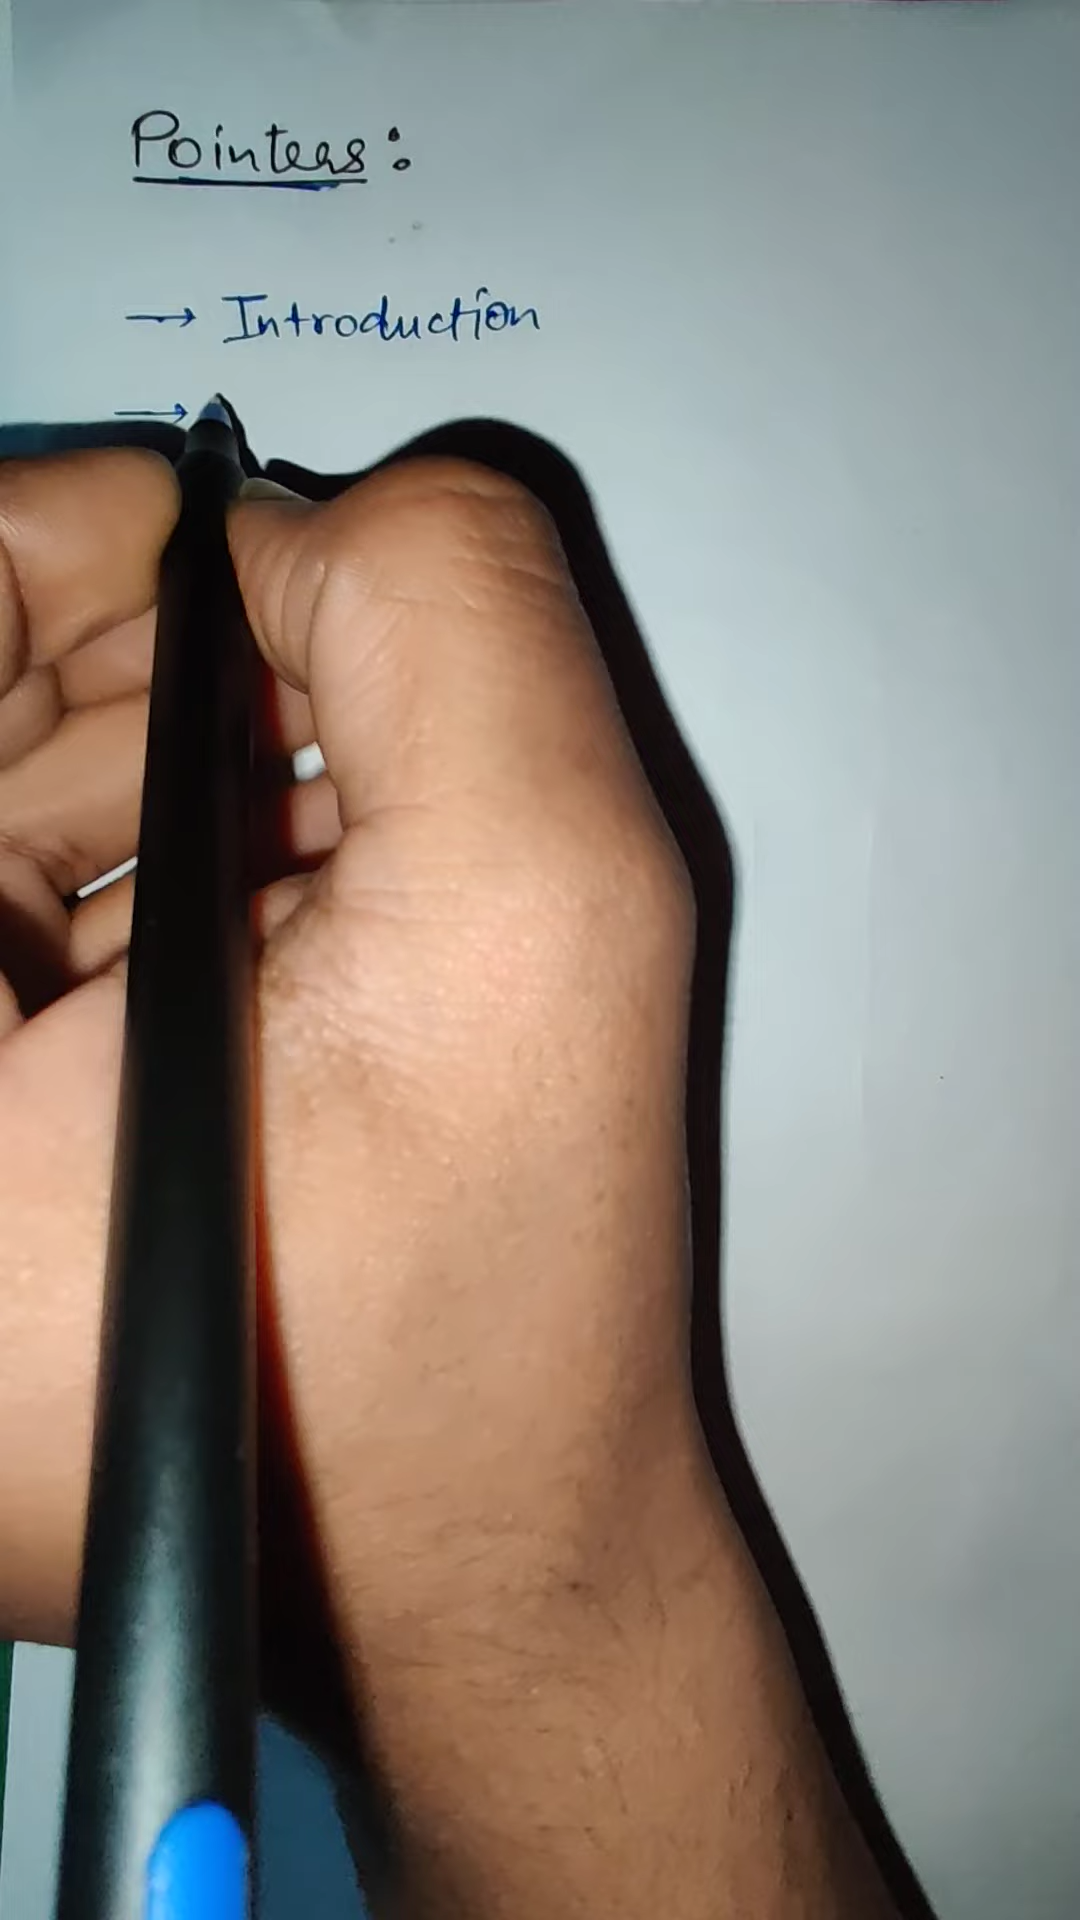 Pointers:
→ Introduction
→